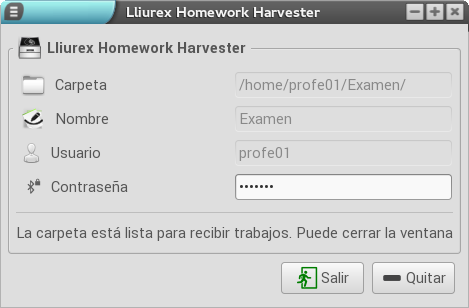 Lliurex Homework Harvester
Lliurex Homework Harvester
Carpeta /home/profe01/Examen/
Nombre Examen
Usuario profe01
Contraseña •••••••
La carpeta está lista para recibir trabajos. Puede cerrar la ventana
Salir Quitar